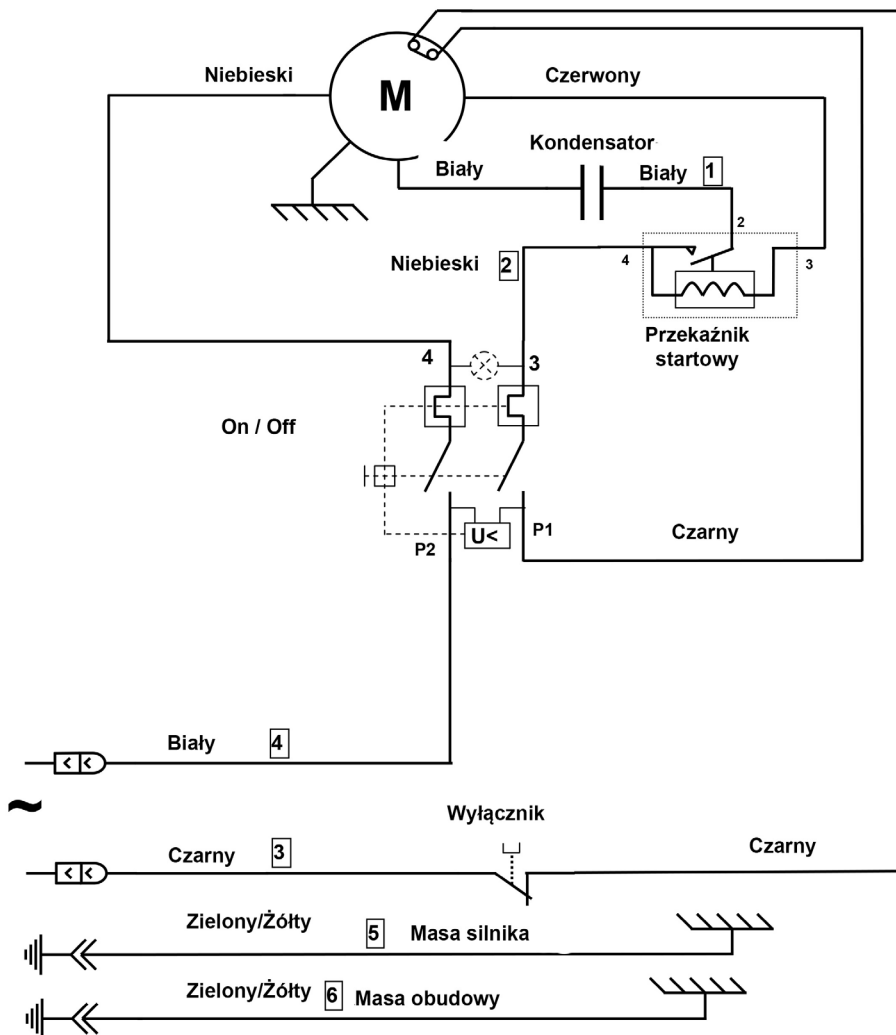 Niebieski
Czerwony
M
Kondensator
Biały
Biały 1
2
Niebieski 2
4
3
Przekaźnik
startowy
4
3
On / Off
U<
P2
P1
Czarny
Biały 4
~
Wyłącznik
Czarny 3
Czarny
Zielony/Żółty
5 Masa silnika
Zielony/Żółty
6 Masa obudowy